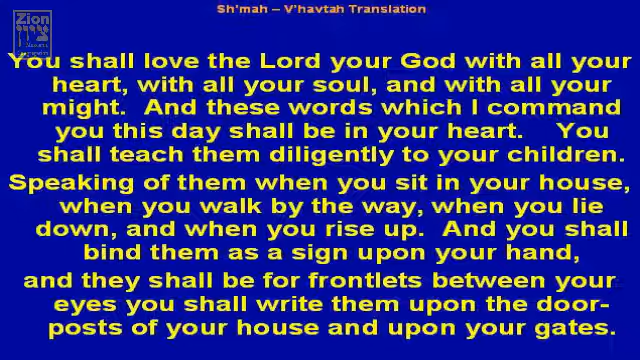 Sh'mah – V'havtah Translation
Zion
You shall love the Lord your God with all your
heart, with all your soul, and with all your
might. And these words which I command
you this day shall be in your heart. You
shall teach them diligently to your children.
Speaking of them when you sit in your house,
when you walk by the way, when you lie
down, and when you rise up. And you shall
bind them as a sign upon your hand,
and they shall be for frontlets between your
eyes you shall write them upon the door-
posts of your house and upon your gates.